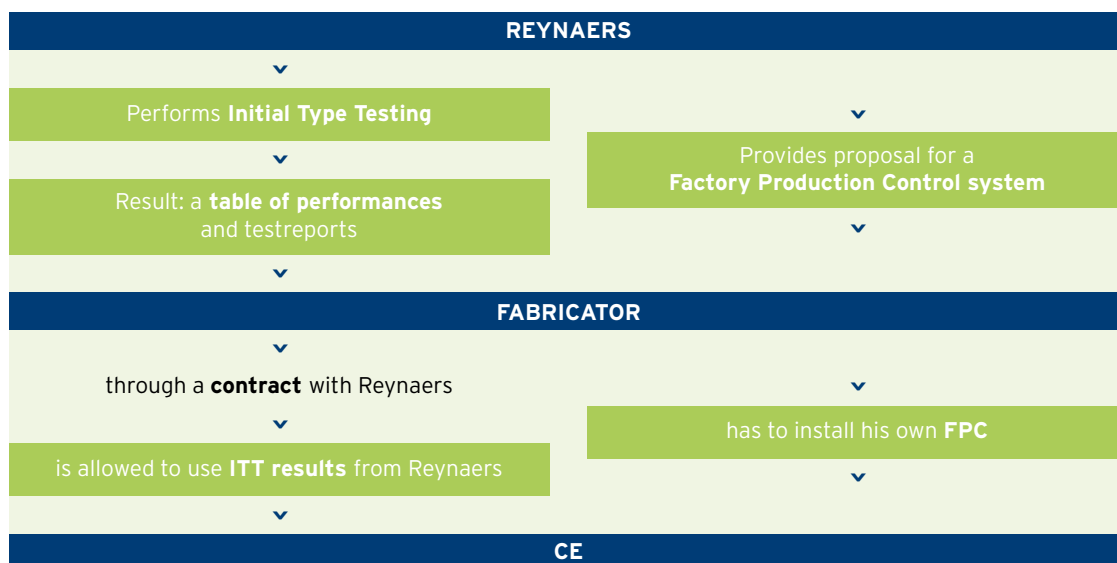 REYNAERS
Performs Initial Type Testing
Result: a table of performances
and testreports
Provides proposal for a
Factory Production Control system
FABRICATOR
through a contract with Reynaers
is allowed to use ITT results from Reynaers
has to install his own FPC
CE